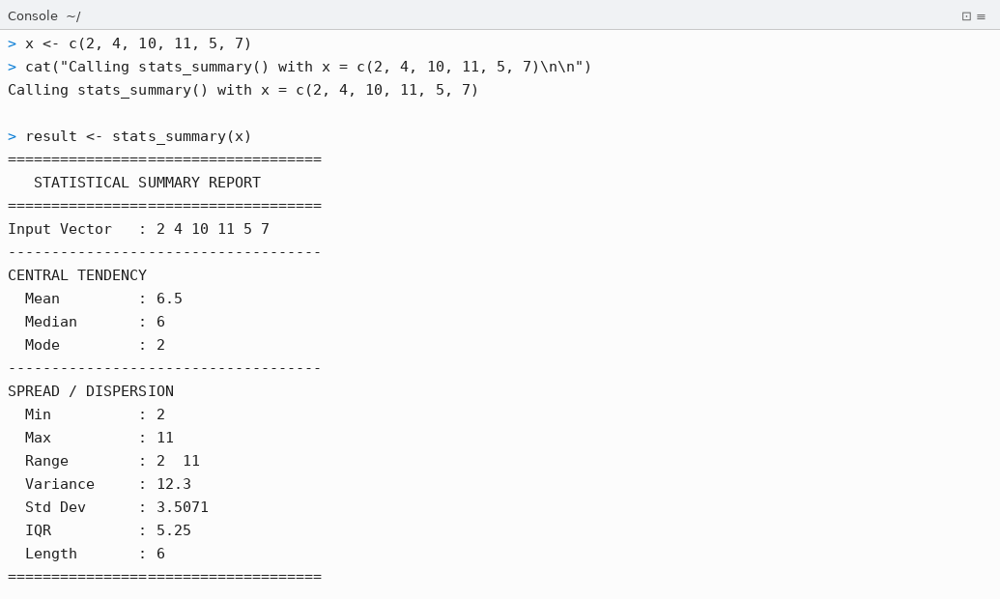 Console ~/
> x <- c(2, 4, 10, 11, 5, 7)
> cat("Calling stats_summary() with x = c(2, 4, 10, 11, 5, 7)\n\n")
Calling stats_summary() with x = c(2, 4, 10, 11, 5, 7)

> result <- stats_summary(x)
====================================
   STATISTICAL SUMMARY REPORT
====================================
Input Vector   : 2 4 10 11 5 7
------------------------------------
CENTRAL TENDENCY
  Mean         : 6.5
  Median       : 6
  Mode         : 2
------------------------------------
SPREAD / DISPERSION
  Min          : 2
  Max          : 11
  Range        : 2  11
  Variance     : 12.3
  Std Dev      : 3.5071
  IQR          : 5.25
  Length       : 6
====================================